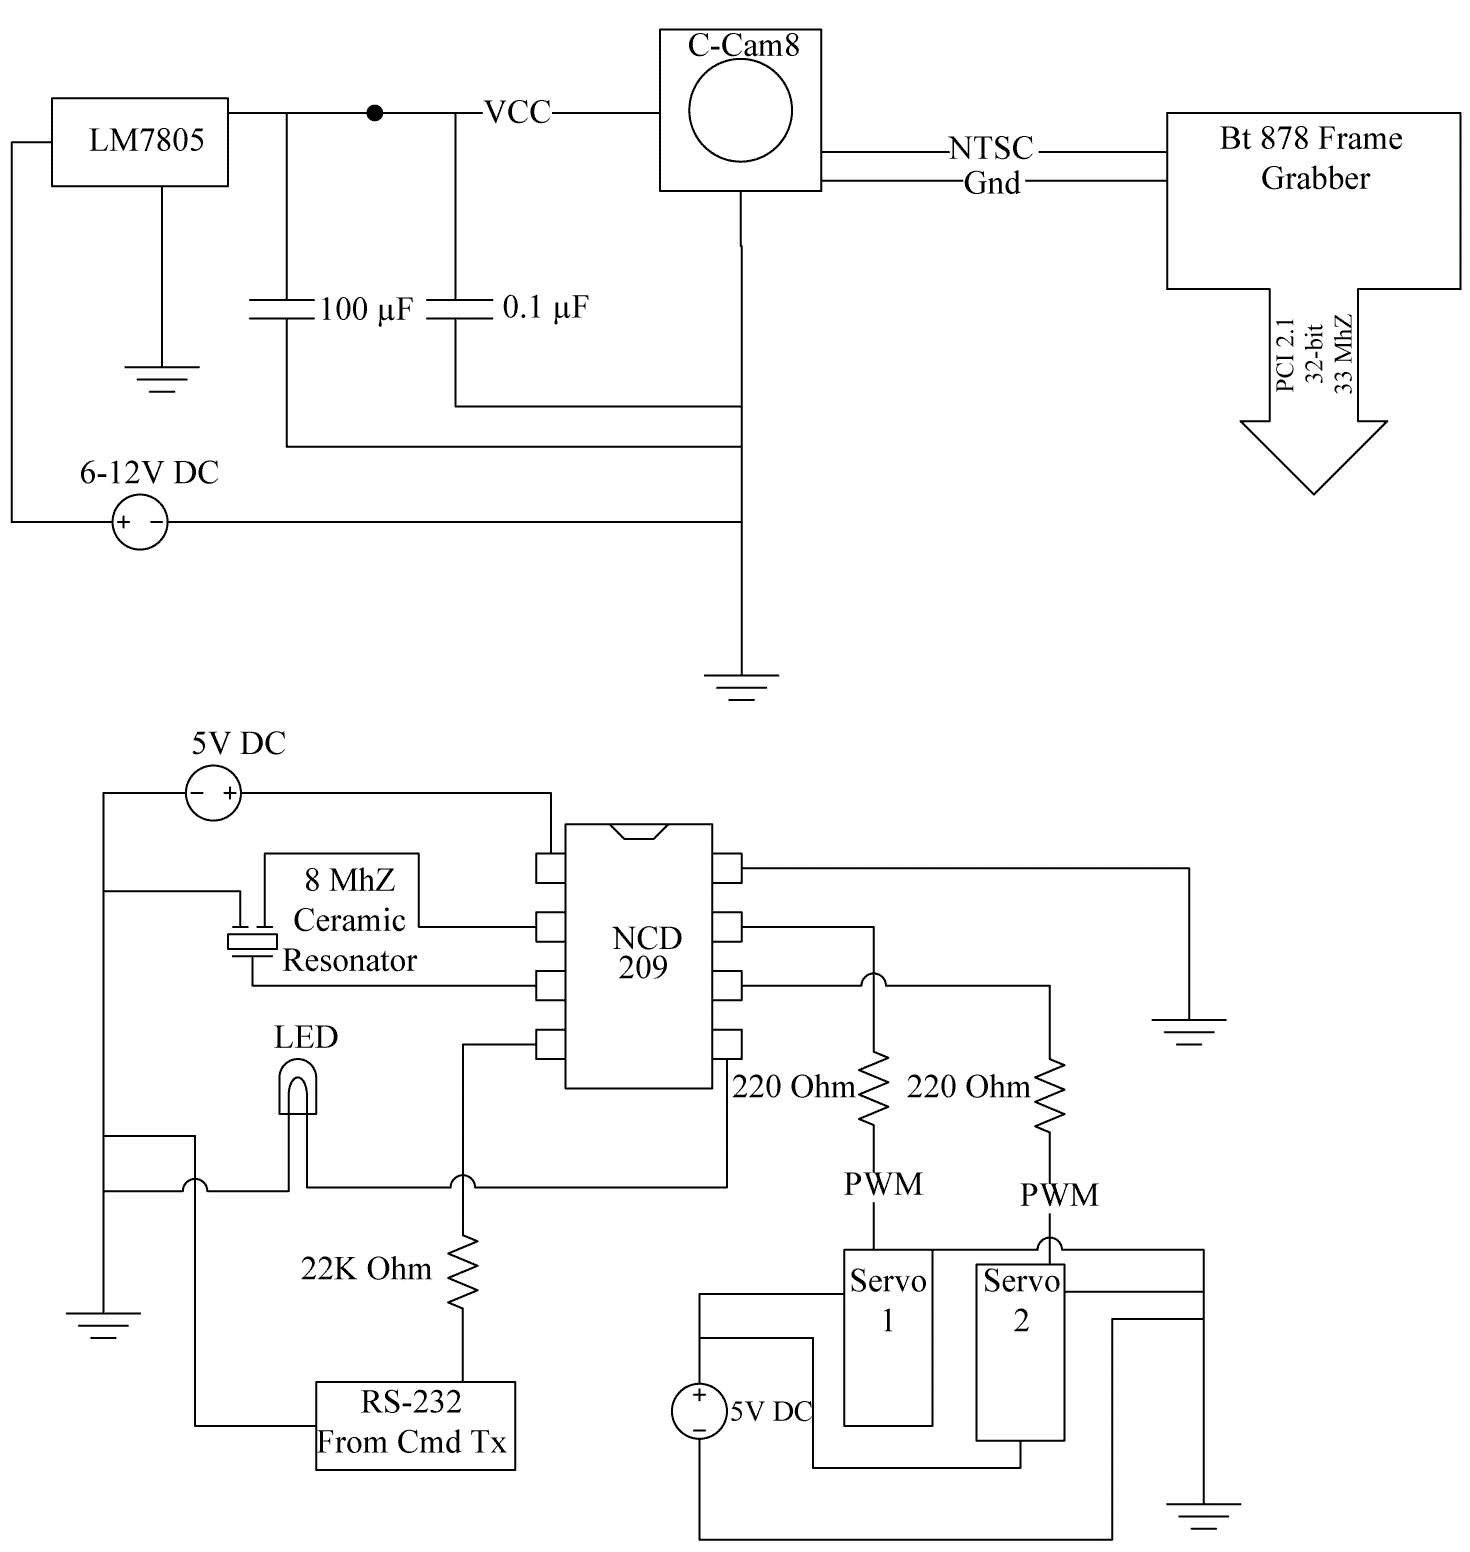 C-Cam8
LM7805
VCC
NTSC
Gnd
Bt 878 Frame
Grabber
100 µF
0.1 µF
PCI 2.1
32-bit
33 MhZ
6-12V DC
+ −
5V DC
− +
8 MhZ
Ceramic
Resonator
NCD
209
LED
220 Ohm
220 Ohm
PWM
PWM
22K Ohm
Servo
1
Servo
2
RS-232
From Cmd Tx
+
−
5V DC